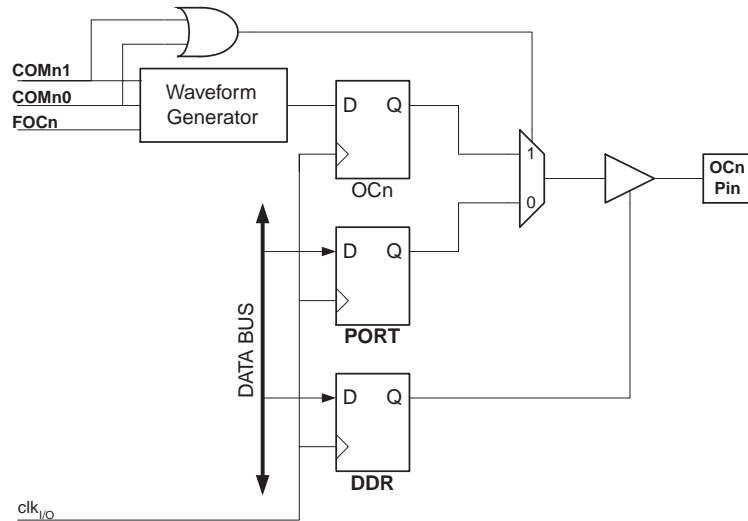 COMn1
COMn0
FOCn
Waveform
Generator
D Q
OCn
1
0
OCn
Pin
D Q
PORT
DATA BUS
D Q
DDR
clkI/O